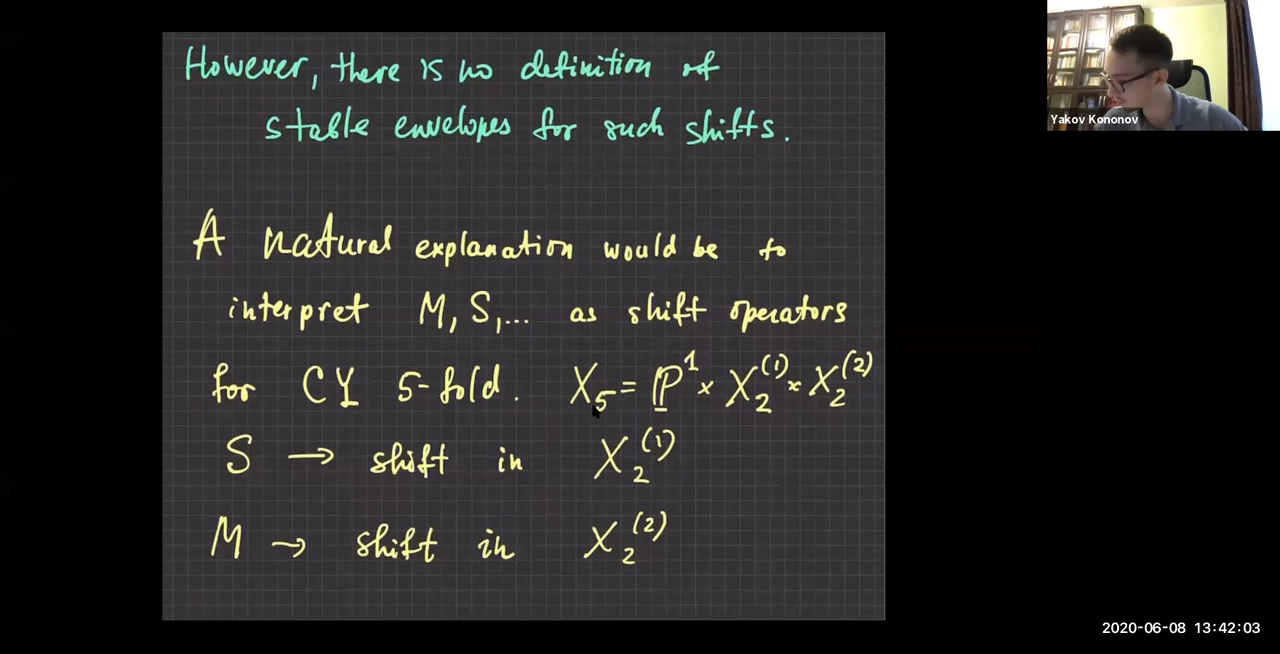 However, there is no definition of
stable envelopes for such shifts.
A natural explanation would be to
interpret M, S, ... as shift operators
for CY 5-fold. X₅ = ℙ¹ × X₂⁽¹⁾ × X₂⁽²⁾
S → shift in X₂⁽¹⁾
M → shift in X₂⁽²⁾
Yakov Kononov
2020-06-08 13:42:03